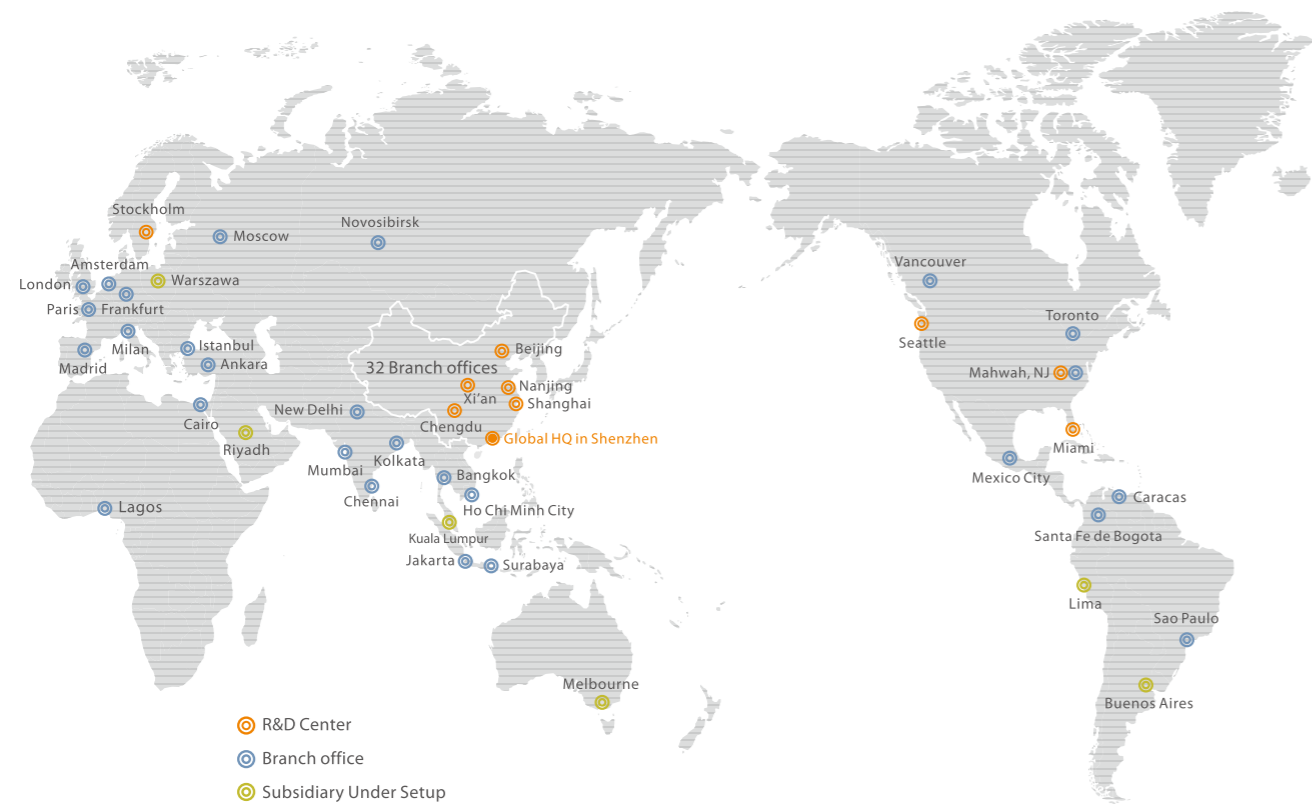 Stockholm
Moscow
Novosibirsk
Amsterdam
London
Warszawa
Paris
Frankfurt
Milan
Madrid
Istanbul
Ankara
Cairo
Riyadh
Lagos
32 Branch offices
Beijing
Xi’an
Nanjing
Shanghai
Chengdu
Global HQ in Shenzhen
New Delhi
Mumbai
Kolkata
Chennai
Bangkok
Ho Chi Minh City
Kuala Lumpur
Jakarta
Surabaya
Melbourne
Vancouver
Seattle
Toronto
Mahwah, NJ
Miami
Mexico City
Caracas
Santa Fe de Bogota
Lima
Sao Paulo
Buenos Aires
R&D Center
Branch office
Subsidiary Under Setup